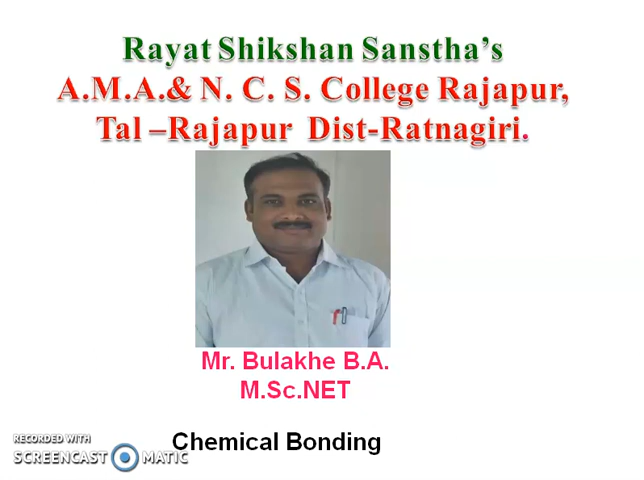 Rayat Shikshan Sanstha's
A.M.A.& N. C. S. College Rajapur,
Tal –Rajapur Dist-Ratnagiri.
Mr. Bulakhe B.A.
M.Sc.NET
Chemical Bonding
RECORDED WITH
SCREENCAST MATIC